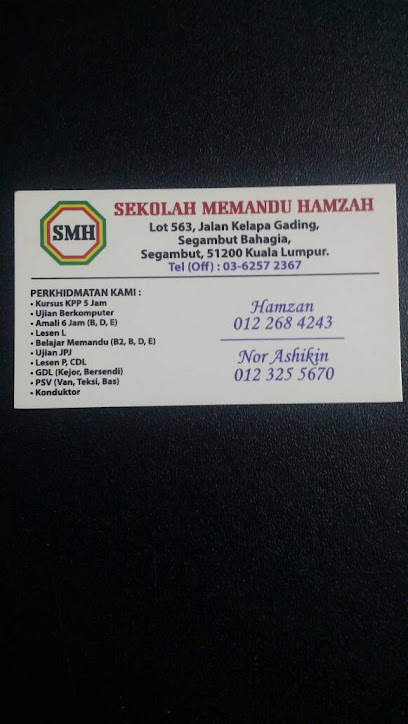 SMH
SEKOLAH MEMANDU HAMZAH
Lot 563, Jalan Kelapa Gading,
Segambut Bahagia,
Segambut, 51200 Kuala Lumpur.
Tel (Off) : 03-6257 2367
PERKHIDMATAN KAMI :
• Kursus KPP 5 Jam
• Ujian Berkomputer
• Amali 6 Jam (B, D, E)
• Lesen L
• Belajar Memandu (B2, B, D, E)
• Ujian JPJ
• Lesen P, CDL
• GDL (Kejor, Bersendi)
• PSV (Van, Teksi, Bas)
• Konduktor
Hamzan
012 268 4243
Nor Ashikin
012 325 5670